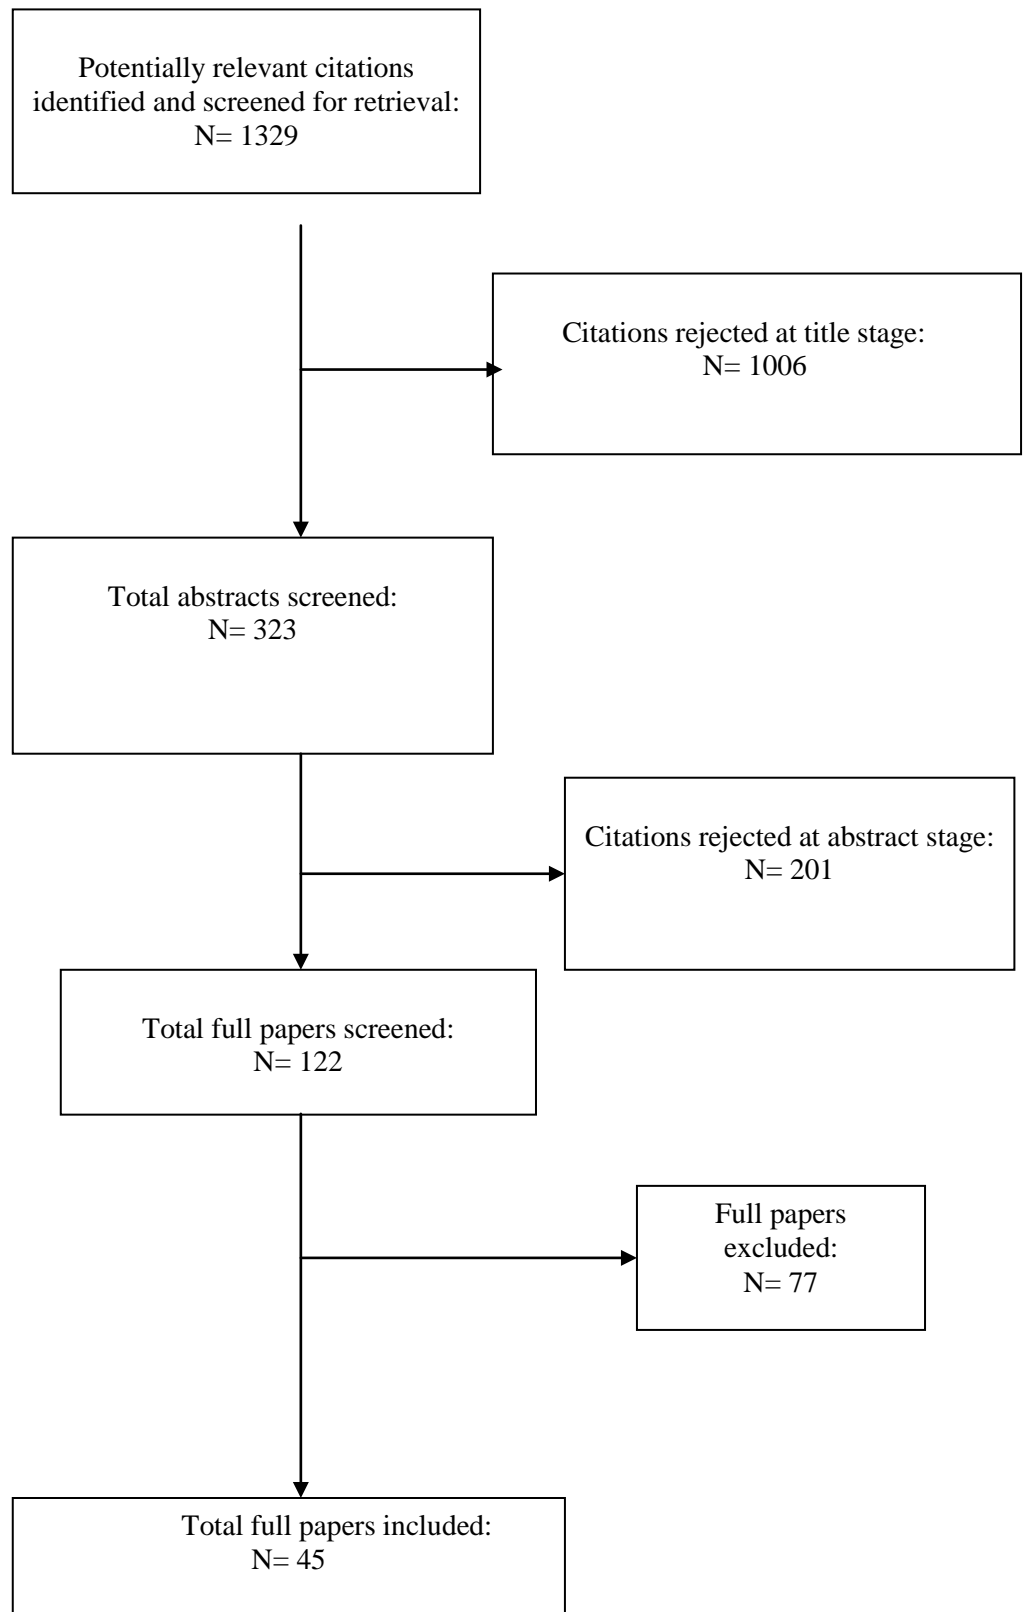 Potentially relevant citations
identified and screened for retrieval:
N= 1329
Citations rejected at title stage:
N= 1006
Total abstracts screened:
N= 323
Citations rejected at abstract stage:
N= 201
Total full papers screened:
N= 122
Full papers
excluded:
N= 77
Total full papers included:
N= 45